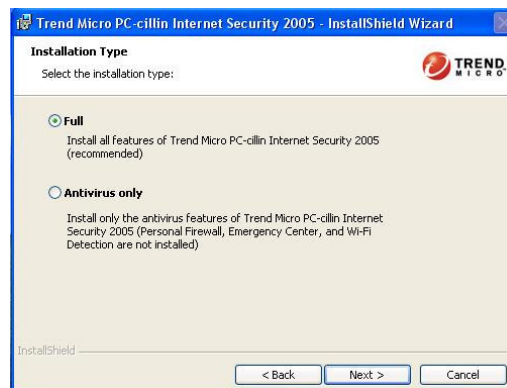 Trend Micro PC-cillin Internet Security 2005 - InstallShield Wizard
Installation Type
Select the installation type:
TREND
MICRO
Full
Install all features of Trend Micro PC-cillin Internet Security 2005
(recommended)
Antivirus only
Install only the antivirus features of Trend Micro PC-cillin Internet
Security 2005 (Personal Firewall, Emergency Center, and Wi-Fi
Detection are not installed)
InstallShield
< Back
Next >
Cancel